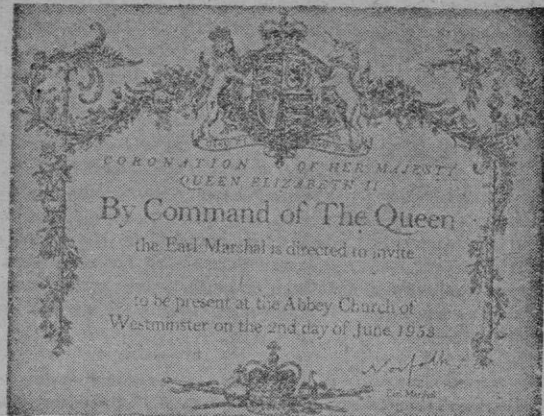 CORONATION OF HER MAJESTY
QUEEN ELIZABETH II
By Command of The Queen
the Earl Marshal is directed to invite
to be present at the Abbey Church of
Westminster on the 2nd day of June 1953
Norfolk
Earl Marshal